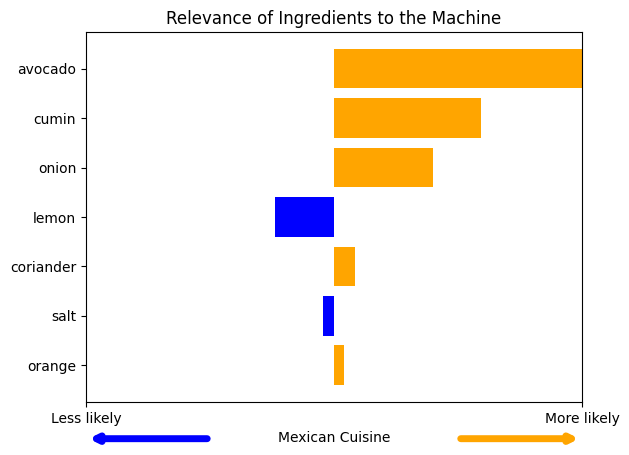 Relevance of Ingredients to the Machine
avocado
cumin
onion
lemon
coriander
salt
orange
Less likely More likely
Mexican Cuisine